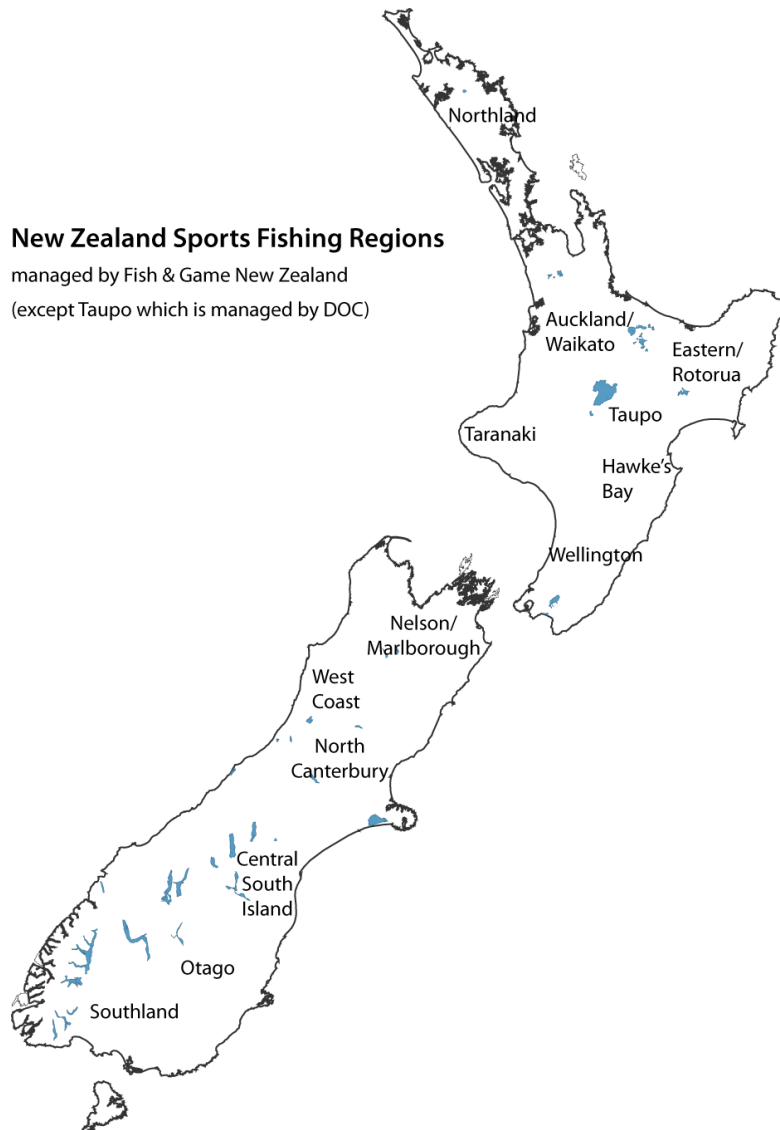 Northland
New Zealand Sports Fishing Regions
managed by Fish & Game New Zealand
(except Taupo which is managed by DOC)
Auckland/
Waikato
Eastern/
Rotorua
Taupo
Taranaki
Hawke's
Bay
Wellington
Nelson/
Marlborough
West
Coast
North
Canterbury
Central
South
Island
Otago
Southland